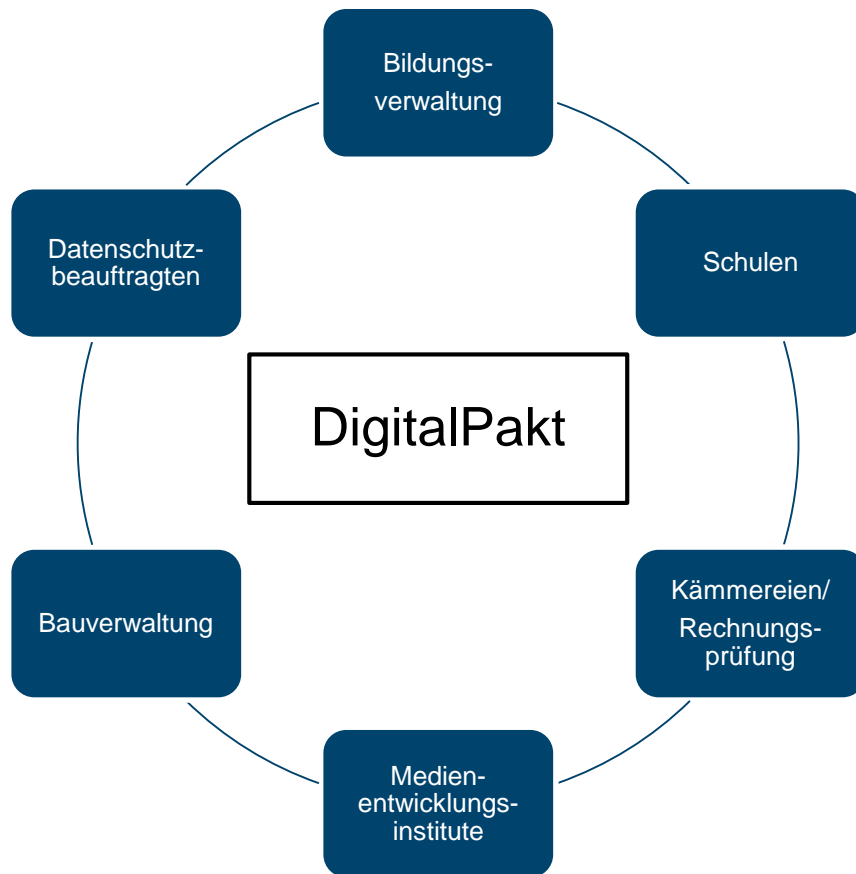 Bildungs-
verwaltung
Datenschutz-
beauftragten
Schulen
DigitalPakt
Bauverwaltung
Kämmereien/
Rechnungs-
prüfung
Medien-
entwicklungs-
institute